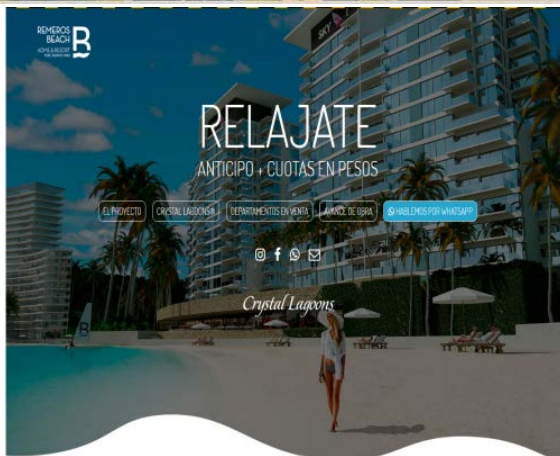 REMEROS
BEACH
HOME & RESORT
B
SKY
RELAJATE
ANTICIPO + CUOTAS EN PESOS
EL PROYECTO
CRYSTAL LAGOONS®
DEPARTAMENTOS EN VENTA
AVANCE DE OBRA
HABLEMOS POR WHATSAPP
Crystal Lagoons
B